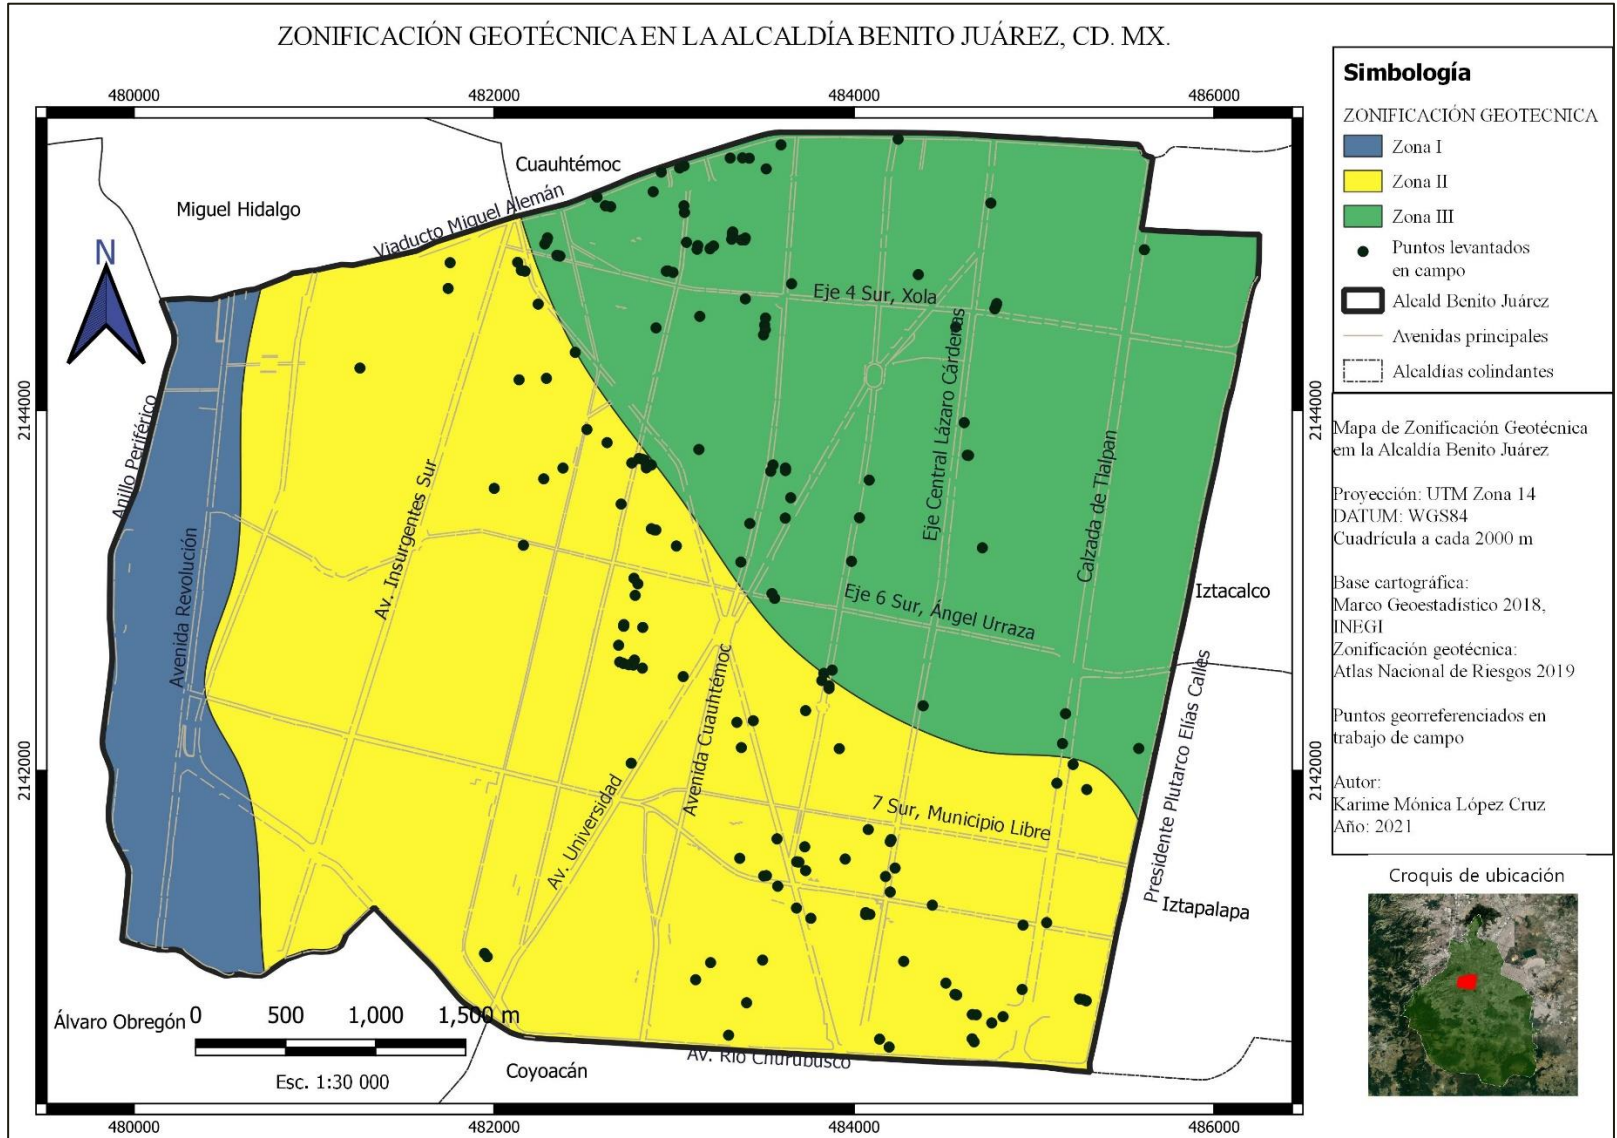 ZONIFICACIÓN GEOTÉCNICA EN LA ALCALDÍA BENITO JUÁREZ, CD. MX.
480000
482000
484000
486000
Cuauhtémoc
Miguel Hidalgo
Viaducto Miguel Alemán
N
Eje 4 Sur, Xola
Eje Central Lázaro Cárdenas
2144000
2144000
Anillo Periférico
Av. Insurgentes Sur
Calzada de Tlalpan
Avenida Revolución
Eje 6 Sur, Ángel Urraza
Iztacalco
Avenida Cuauhtémoc
Presidente Plutarco Elías Calles
2142000
2142000
Av. Universidad
7 Sur, Municipio Libre
Iztapalapa
Álvaro Obregón
0 500 1,000 1,500 m
Esc. 1:30 000
Coyoacán
Av. Río Churubusco
480000
482000
484000
486000
Simbología
ZONIFICACIÓN GEOTECNICA
Zona I
Zona II
Zona III
Puntos levantados
en campo
Alcald Benito Juárez
Avenidas principales
Alcaldías colindantes
Mapa de Zonificación Geotécnica
en la Alcaldía Benito Juárez
Proyección: UTM Zona 14
DATUM: WGS84
Cuadrícula a cada 2000 m
Base cartográfica:
Marco Geoestadístico 2018,
INEGI
Zonificación geotécnica:
Atlas Nacional de Riesgos 2019
Puntos georreferenciados en
trabajo de campo
Autor:
Karime Mónica López Cruz
Año: 2021
Croquis de ubicación